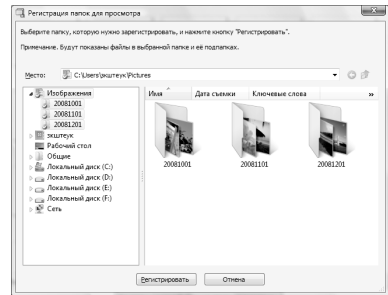 Регистрация папок для просмотра
Выберите папку, которую нужно зарегистрировать, и нажмите кнопку "Регистрировать".
Примечание. Будут показаны файлы в выбранной папке и её подпапках.
Место: C:\Users\экштеук\Pictures
Изображения
20081001
20081101
20081201
экштеук
Рабочий стол
Общие
Локальный диск (C:)
Локальный диск (D:)
Локальный диск (E:)
Локальный диск (F:)
Сеть
Имя Дата съемки Ключевые слова »
20081001 20081101 20081201
Регистрировать Отмена